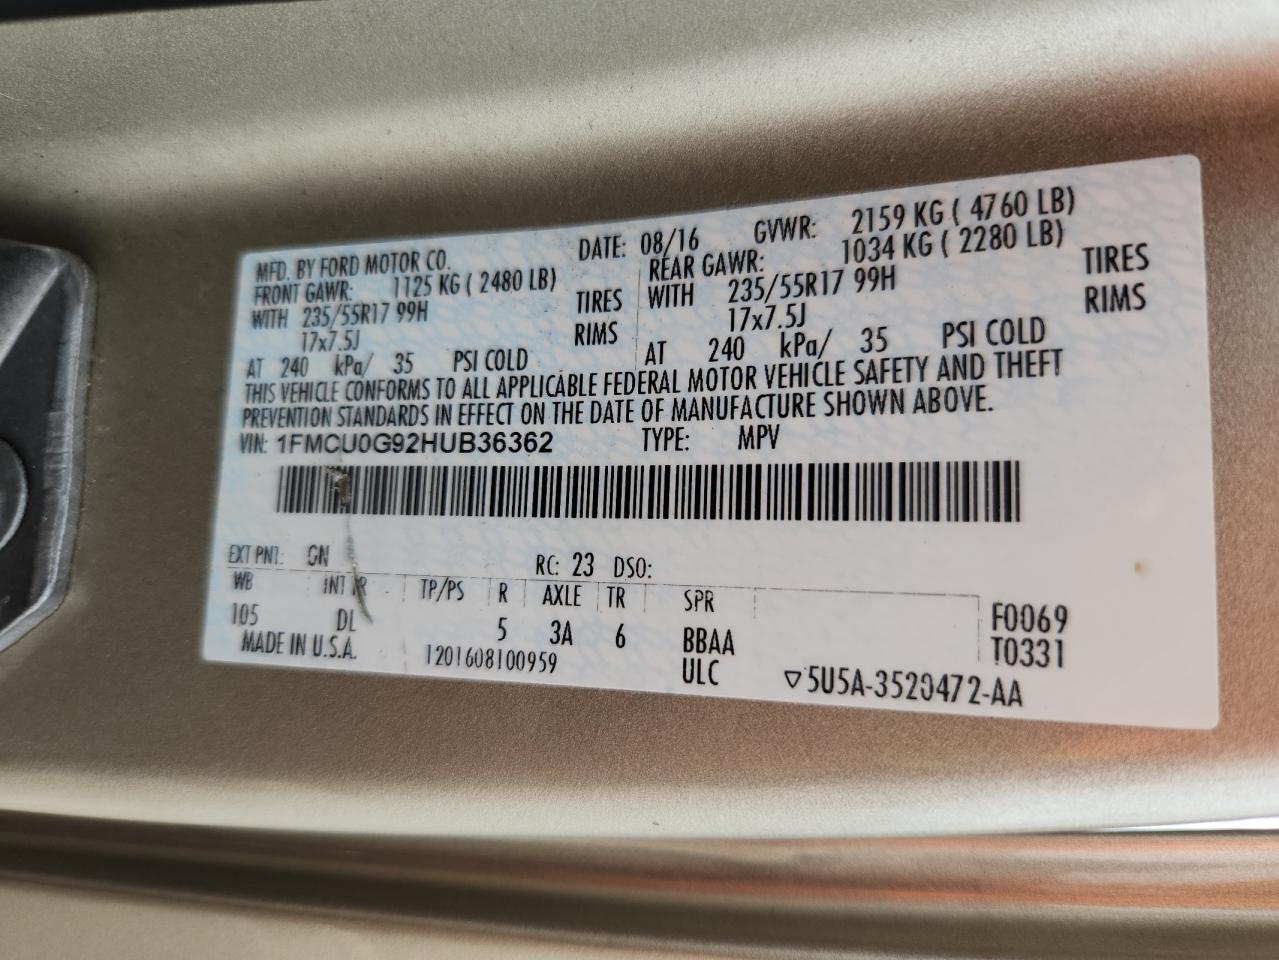 MFD. BY FORD MOTOR CO. DATE: 08/16 GVWR: 2159 KG ( 4760 LB)
FRONT GAWR: 1125 KG ( 2480 LB) REAR GAWR: 1034 KG ( 2280 LB)
WITH 235/55R17 99H TIRES WITH 235/55R17 99H TIRES
17x7.5J RIMS 17x7.5J RIMS
AT 240 kPa/ 35 PSI COLD AT 240 kPa/ 35 PSI COLD
THIS VEHICLE CONFORMS TO ALL APPLICABLE FEDERAL MOTOR VEHICLE SAFETY AND THEFT
PREVENTION STANDARDS IN EFFECT ON THE DATE OF MANUFACTURE SHOWN ABOVE.
VIN: 1FMCU0G92HUB36362 TYPE: MPV
EXT PNT: GN RC: 23 DSO:
WB INT TR TP/PS R AXLE TR SPR
105 DL 5 3A 6 BBAA F0069
MADE IN U.S.A. 1201608100959 ULC T0331
▽5U5A-3520472-AA